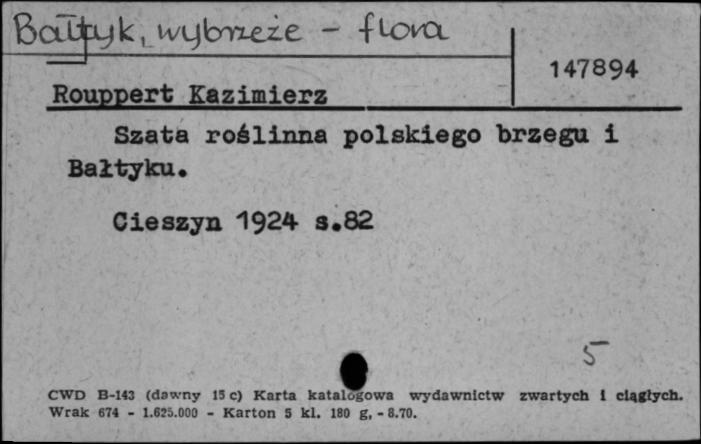 Bałtyk, wybrzeże - flora
147894
Rouppert Kazimierz
Szata roślinna polskiego brzegu i
Bałtyku.
Cieszyn 1924 s.82
5
CWD B-143 (dawny 15 c) Karta katalogowa wydawnictw zwartych i ciągłych.
Wrak 674 - 1.625.000 - Karton 5 kl. 180 g, - 8.70.